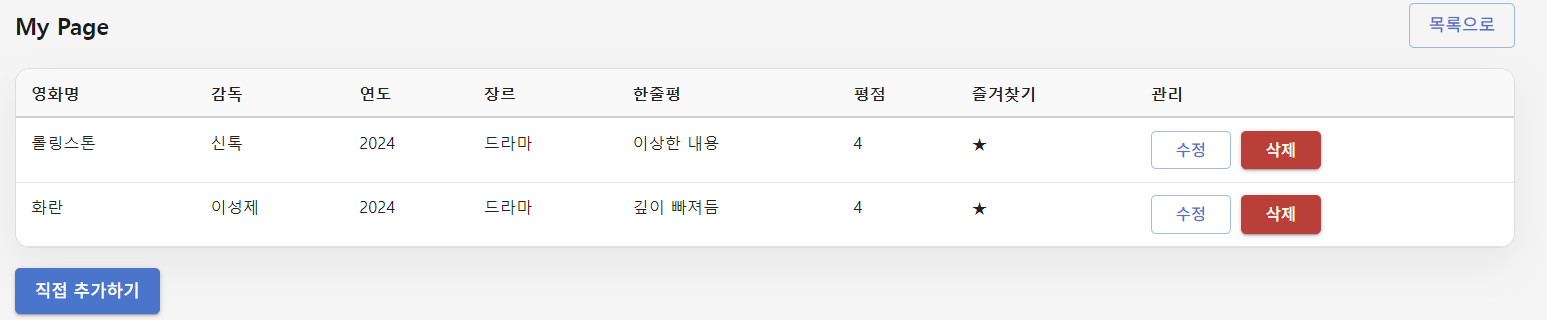 My Page 목록으로
영화명 감독 연도 장르 한줄평 평점 즐겨찾기 관리
롤링스톤 신톡 2024 드라마 이상한 내용 4 ★ 수정 삭제
화란 이성제 2024 드라마 깊이 빠져듬 4 ★ 수정 삭제
직접 추가하기